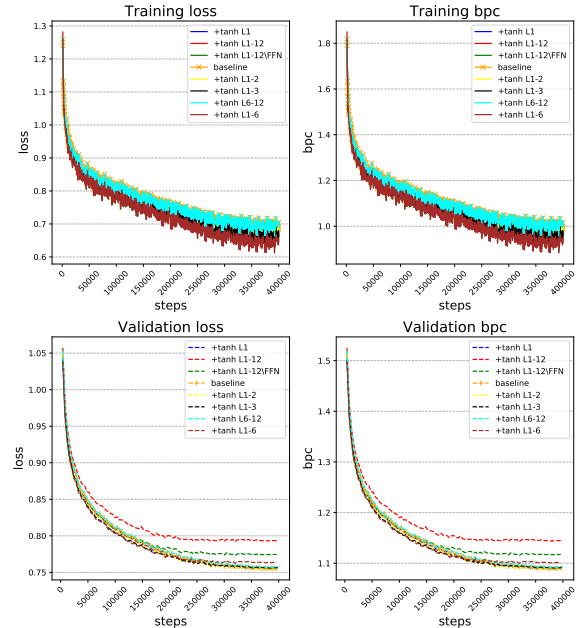 Training loss
1.3
1.2
1.1
1.0
0.9
0.8
0.7
0.6
loss
+tanh L1
+tanh L1-12
+tanh L1-12\FFN
baseline
+tanh L1-2
+tanh L1-3
+tanh L6-12
+tanh L1-6
0
50000
100000
150000
200000
250000
300000
350000
400000
steps
Training bpc
1.8
1.6
1.4
1.2
1.0
bpc
+tanh L1
+tanh L1-12
+tanh L1-12\FFN
baseline
+tanh L1-2
+tanh L1-3
+tanh L6-12
+tanh L1-6
0
50000
100000
150000
200000
250000
300000
350000
400000
steps
Validation loss
1.05
1.00
0.95
0.90
0.85
0.80
0.75
loss
+tanh L1
+tanh L1-12
+tanh L1-12\FFN
baseline
+tanh L1-2
+tanh L1-3
+tanh L6-12
+tanh L1-6
0
50000
100000
150000
200000
250000
300000
350000
400000
steps
Validation bpc
1.5
1.4
1.3
1.2
1.1
bpc
+tanh L1
+tanh L1-12
+tanh L1-12\FFN
baseline
+tanh L1-2
+tanh L1-3
+tanh L6-12
+tanh L1-6
0
50000
100000
150000
200000
250000
300000
350000
400000
steps